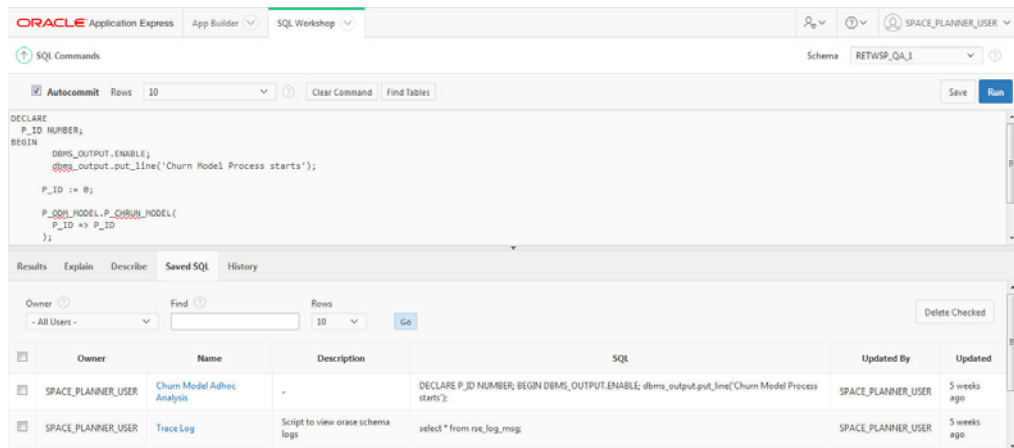 ORACLE Application Express App Builder SQL Workshop SPACE_PLANNER_USER
SQL Commands Schema RETWSP_QA_1
Autocommit Rows 10 Clear Command Find Tables Save Run
DECLARE
P_ID NUMBER;
BEGIN
DBMS_OUTPUT.ENABLE;
dbms_output.put_line('Churn Model Process starts');
P_ID := 0;
P_ODM_MODEL.P_CHRUN_MODEL(
P_ID => P_ID
);
Results Explain Describe Saved SQL History
Owner Find Rows
- All Users - 10 Go Delete Checked
Owner Name Description SQL Updated By Updated
SPACE_PLANNER_USER Churn Model Adhoc Analysis - DECLARE P_ID NUMBER; BEGIN DBMS_OUTPUT.ENABLE; dbms_output.put_line('Churn Model Process starts'); SPACE_PLANNER_USER 5 weeks ago
SPACE_PLANNER_USER Trace Log Script to view orase schema logs select * from rse_log_msg; SPACE_PLANNER_USER 5 weeks ago